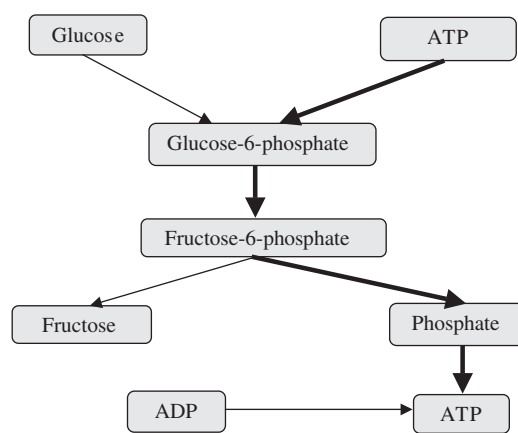 Glucose
ATP
Glucose-6-phosphate
Fructose-6-phosphate
Fructose
Phosphate
ADP
ATP